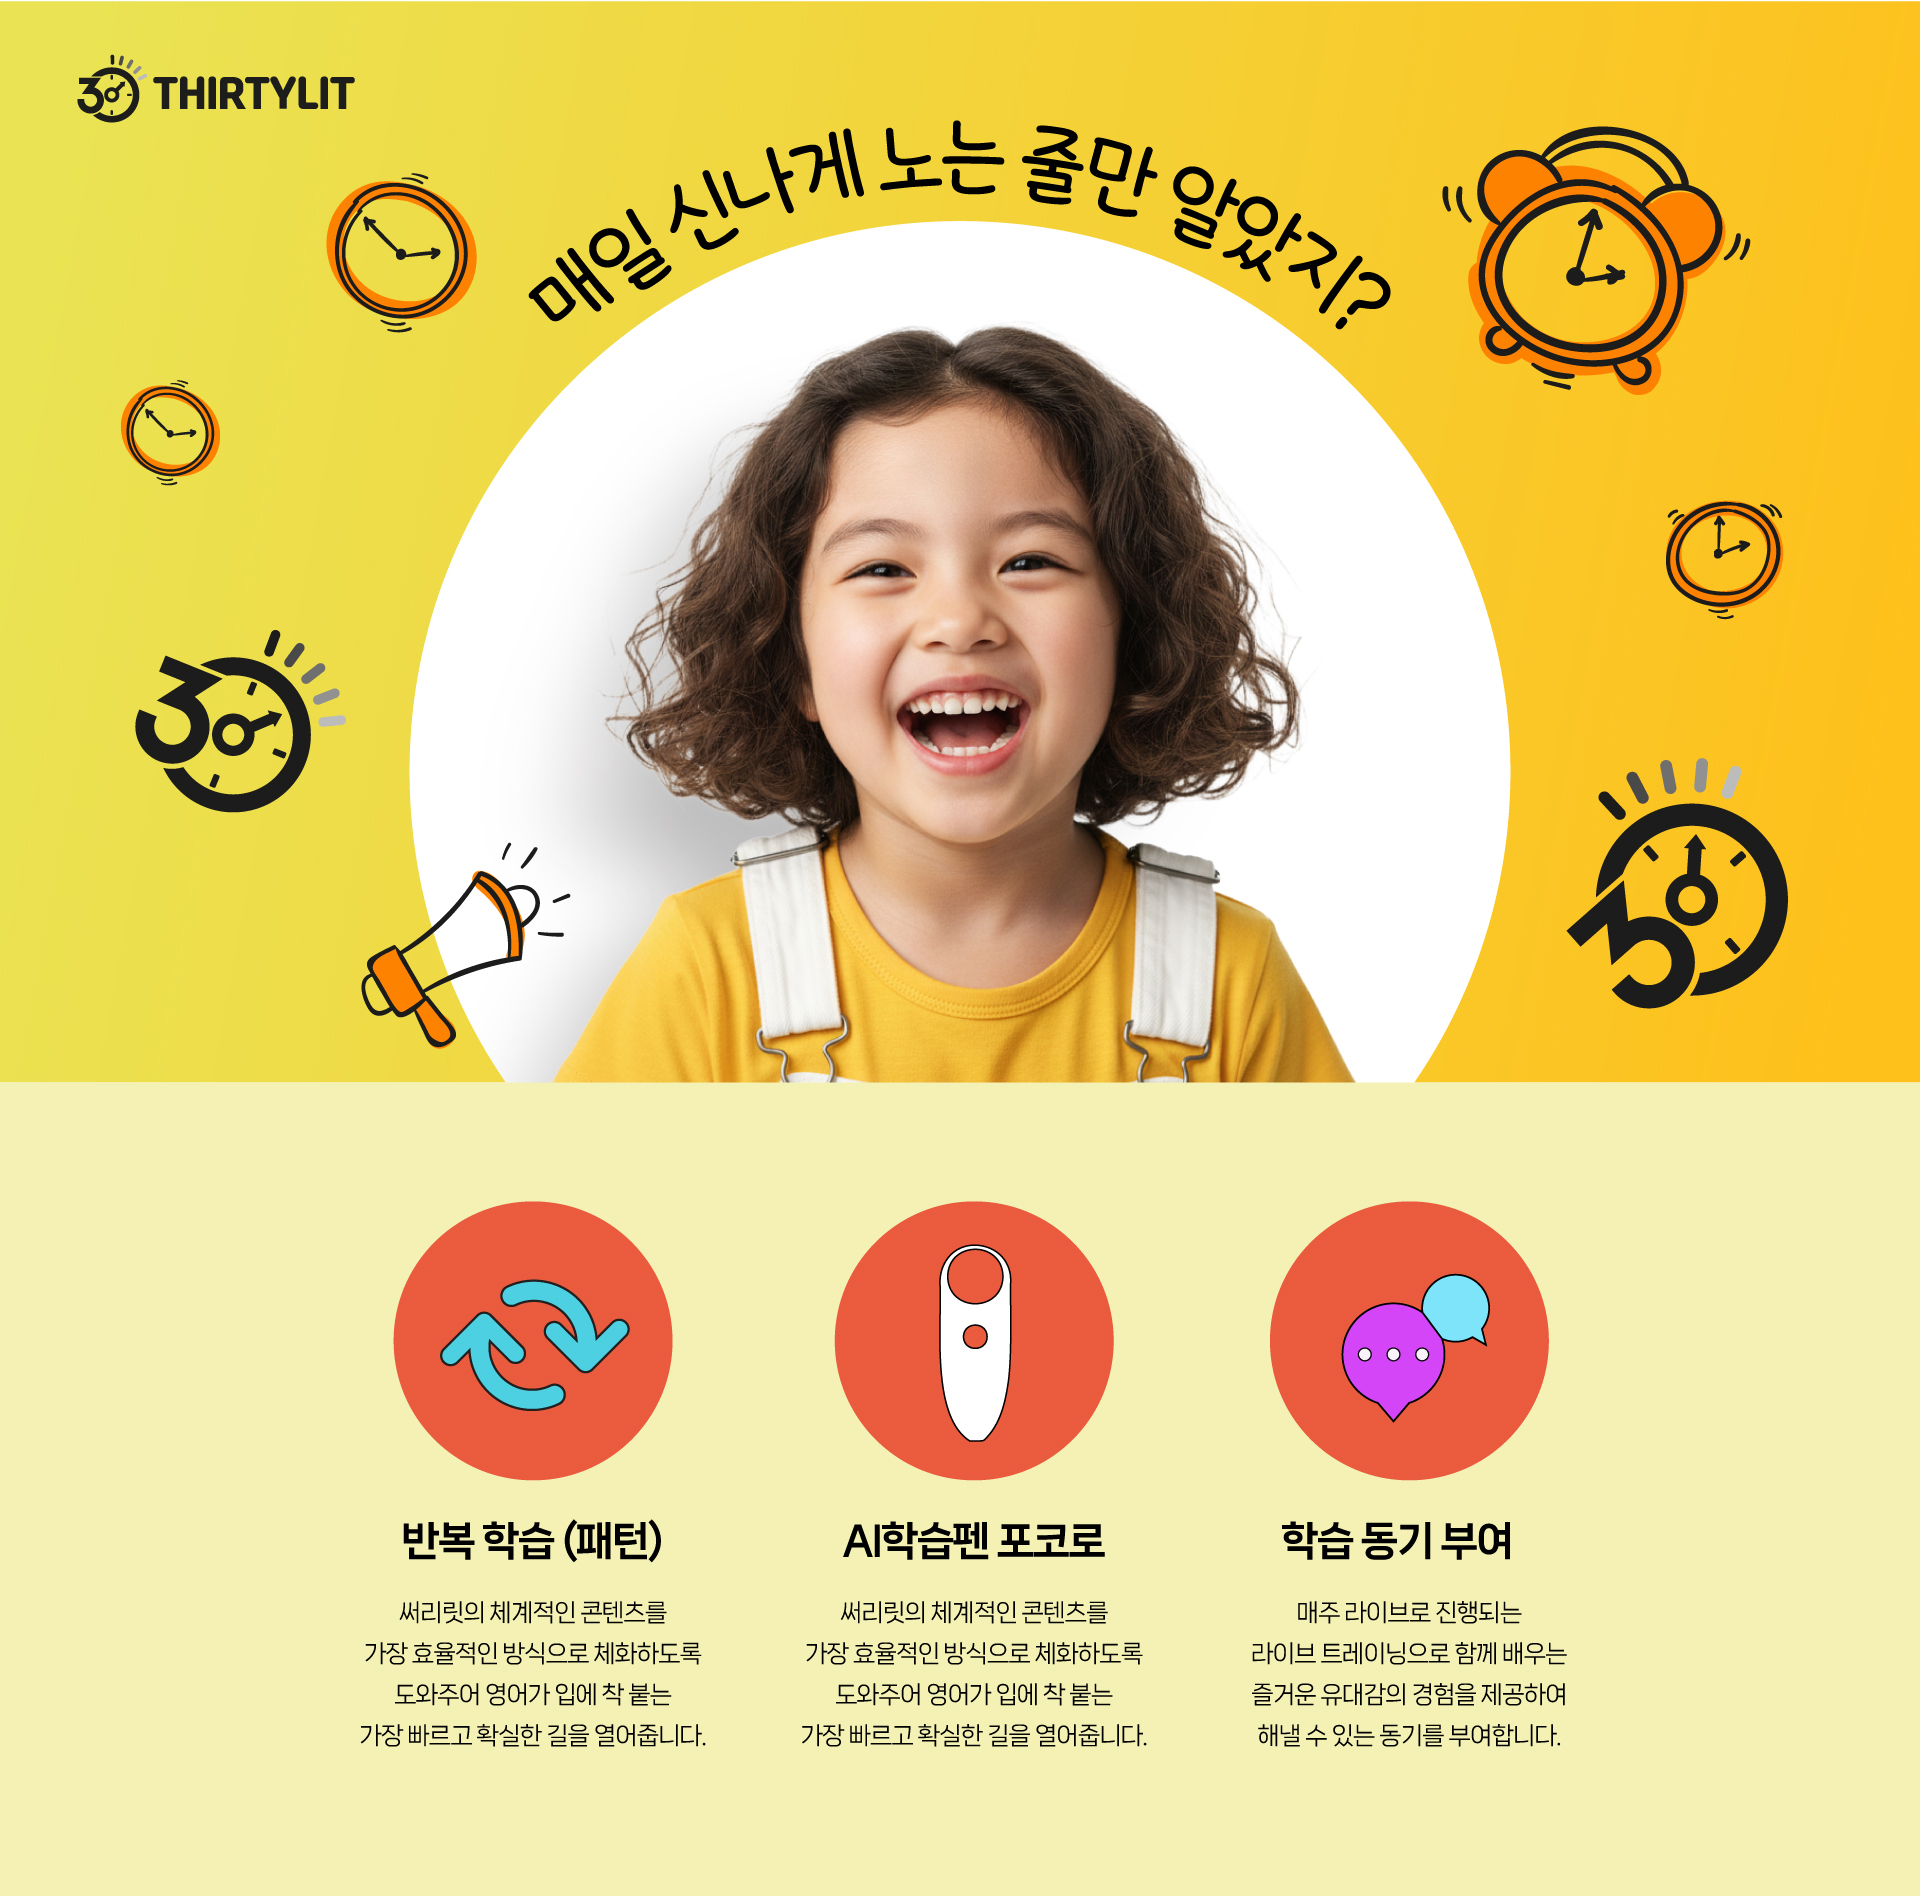 30 THIRTYLIT
매일 신나게 노는 줄만 알았지?
30
30
반복 학습 (패턴)
써리릿의 체계적인 콘텐츠를
가장 효율적인 방식으로 체화하도록
도와주어 영어가 입에 착 붙는
가장 빠르고 확실한 길을 열어줍니다.
AI학습펜 포코로
써리릿의 체계적인 콘텐츠를
가장 효율적인 방식으로 체화하도록
도와주어 영어가 입에 착 붙는
가장 빠르고 확실한 길을 열어줍니다.
학습 동기 부여
매주 라이브로 진행되는
라이브 트레이닝으로 함께 배우는
즐거운 유대감의 경험을 제공하여
해낼 수 있는 동기를 부여합니다.